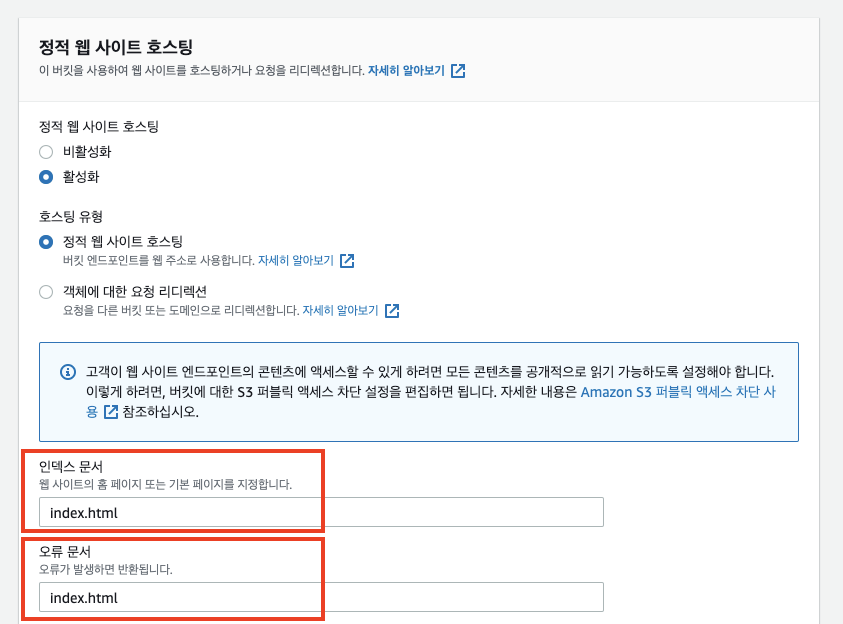 정적 웹 사이트 호스팅
이 버킷을 사용하여 웹 사이트를 호스팅하거나 요청을 리디렉션합니다. 자세히 알아보기
정적 웹 사이트 호스팅
비활성화
활성화
호스팅 유형
정적 웹 사이트 호스팅
버킷 엔드포인트를 웹 주소로 사용합니다. 자세히 알아보기
객체에 대한 요청 리디렉션
요청을 다른 버킷 또는 도메인으로 리디렉션합니다. 자세히 알아보기
고객이 웹 사이트 엔드포인트의 콘텐츠에 액세스할 수 있게 하려면 모든 콘텐츠를 공개적으로 읽기 가능하도록 설정해야 합니다.
이렇게 하려면, 버킷에 대한 S3 퍼블릭 액세스 차단 설정을 편집하면 됩니다. 자세한 내용은 Amazon S3 퍼블릭 액세스 차단 사
용 참조하십시오.
인덱스 문서
웹 사이트의 홈 페이지 또는 기본 페이지를 지정합니다.
index.html
오류 문서
오류가 발생하면 반환됩니다.
index.html